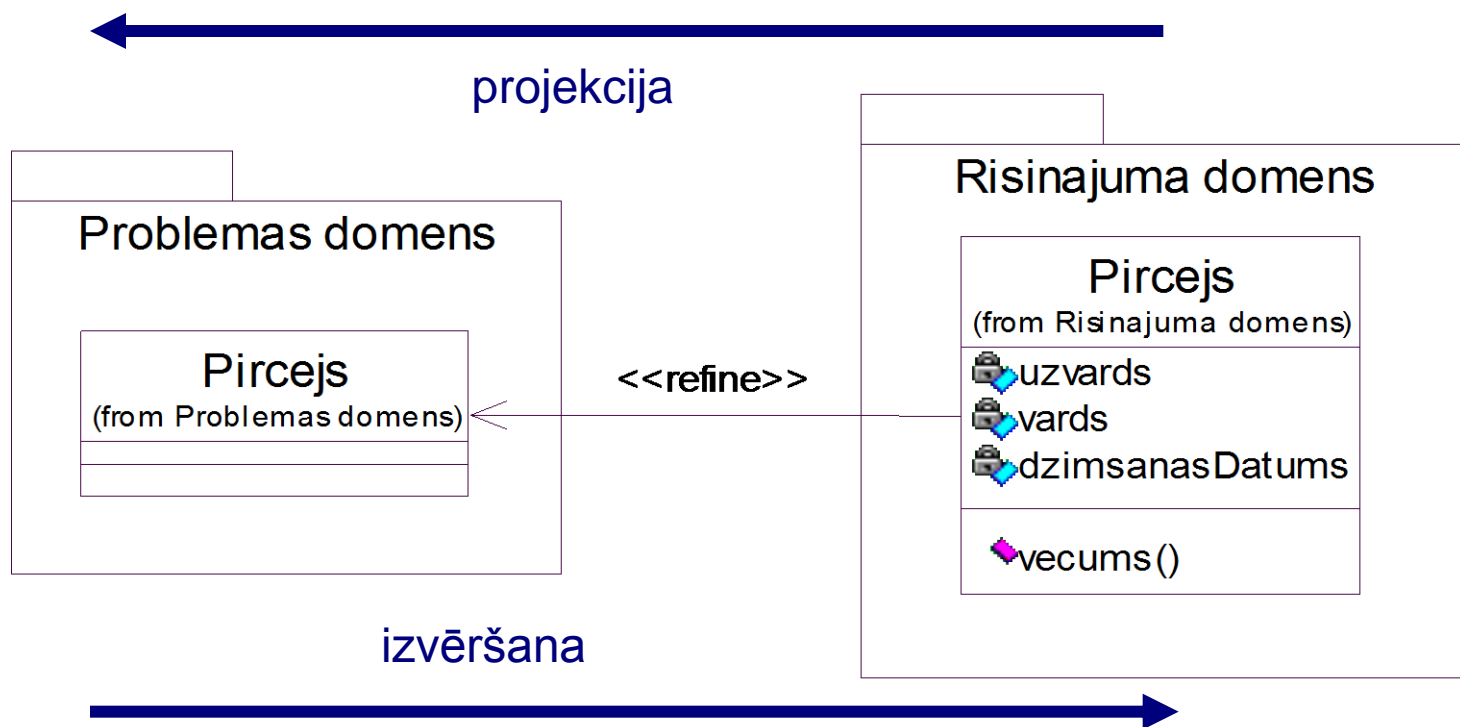 projekcija
Problemas domens
Pircejs
(from Problemas domens)
<<refine>>
Risinajuma domens
Pircejs
(from Risinajuma domens)
uzvards
vards
dzimsanasDatums
vecums()
izvēršana